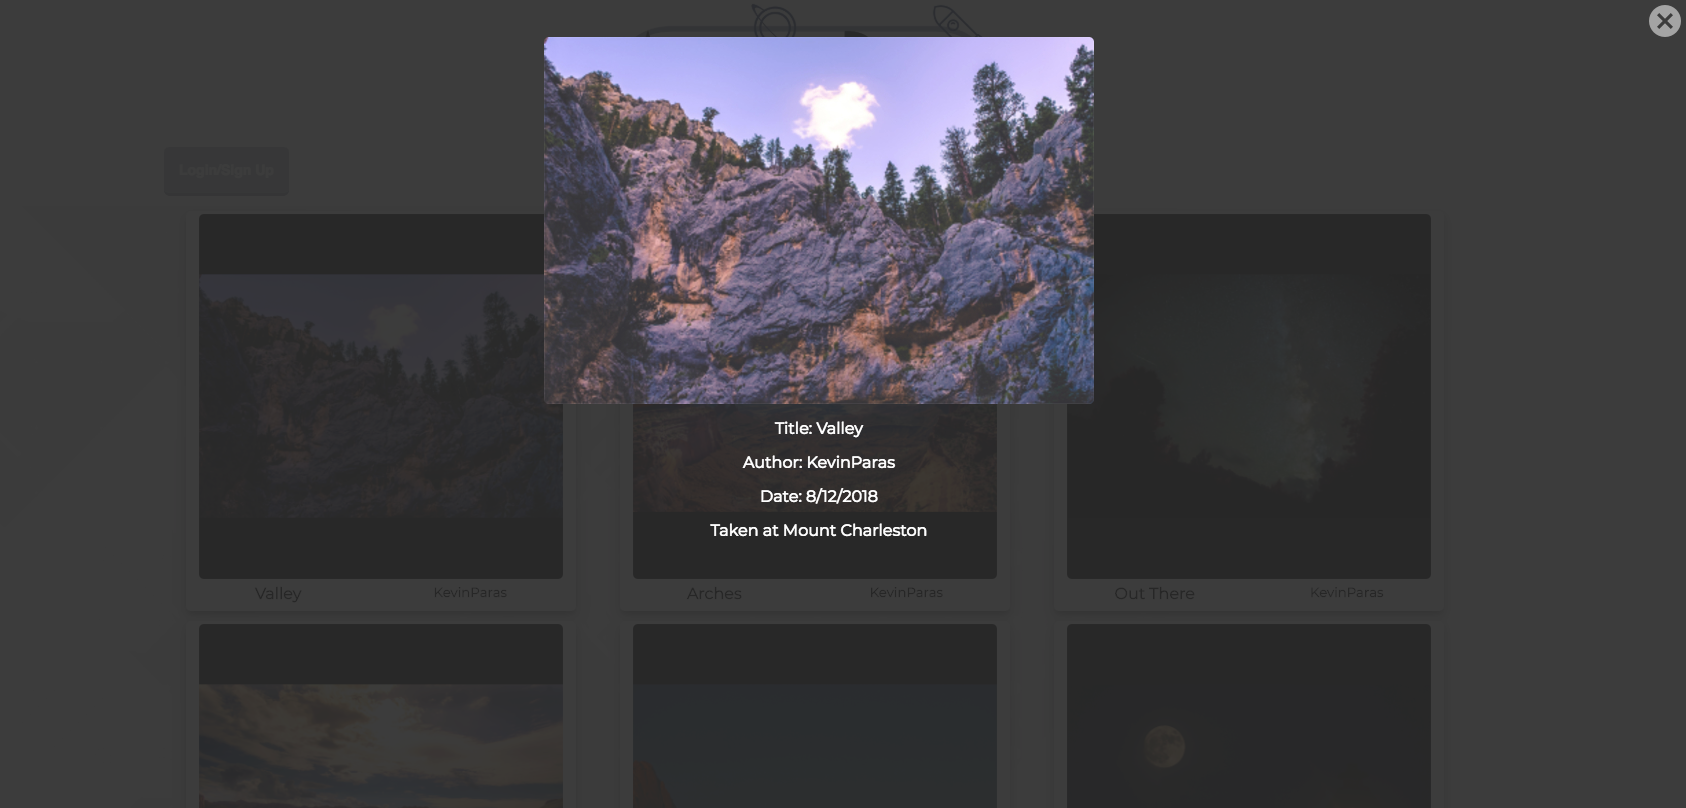 Login/Sign Up
Title: Valley
Author: KevinParas
Date: 8/12/2018
Taken at Mount Charleston
Valley
KevinParas
Arches
KevinParas
Out There
KevinParas